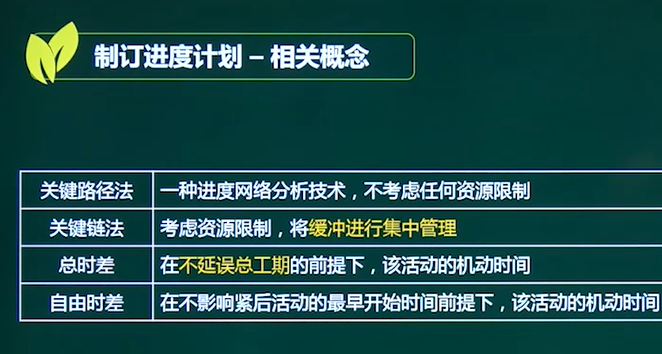 制订进度计划 – 相关概念
关键路径法 一种进度网络分析技术，不考虑任何资源限制
关键链法 考虑资源限制，将缓冲进行集中管理
总时差 在不延误总工期的前提下，该活动的机动时间
自由时差 在不影响紧后活动的最早开始时间前提下，该活动的机动时间